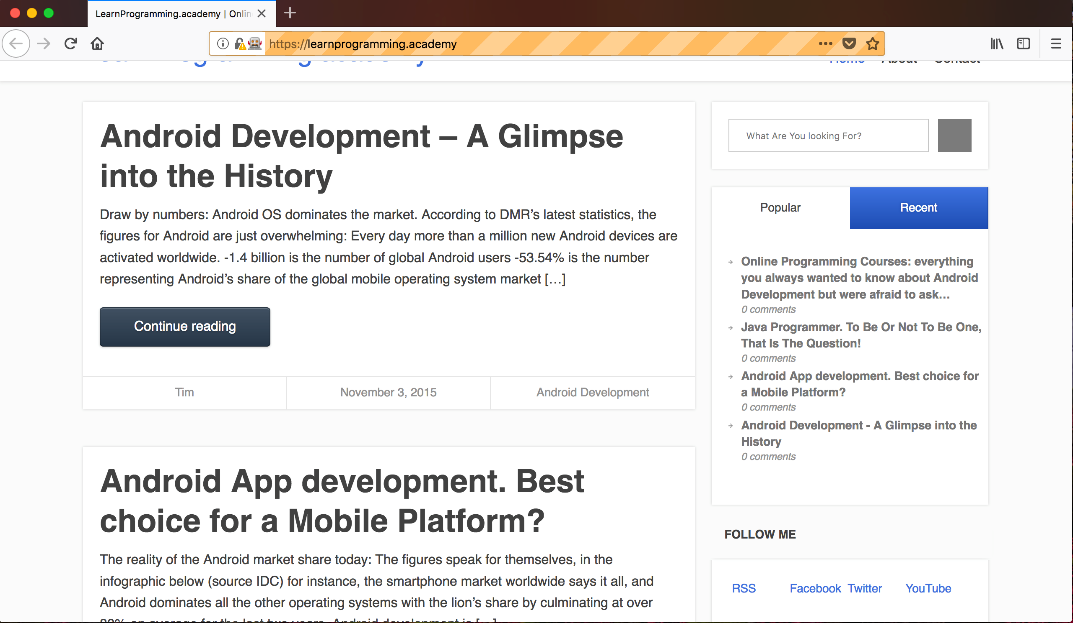 LearnProgramming.academy | Onlin
https://learnprogramming.academy
Home About Contact
Android Development – A Glimpse
into the History
Draw by numbers: Android OS dominates the market. According to DMR's latest statistics, the
figures for Android are just overwhelming: Every day more than a million new Android devices are
activated worldwide. -1.4 billion is the number of global Android users -53.54% is the number
representing Android's share of the global mobile operating system market […]
Continue reading
Tim
November 3, 2015
Android Development
Android App development. Best
choice for a Mobile Platform?
The reality of the Android market share today: The figures speak for themselves, in the
infographic below (source IDC) for instance, the smartphone market worldwide says it all, and
Android dominates all the other operating systems with the lion's share by culminating at over
What Are You looking For?
Popular
Recent
Online Programming Courses: everything
you always wanted to know about Android
Development but were afraid to ask…
0 comments
Java Programmer. To Be Or Not To Be One,
That Is The Question!
0 comments
Android App development. Best choice for
a Mobile Platform?
0 comments
Android Development - A Glimpse into the
History
0 comments
FOLLOW ME
RSS
Facebook
Twitter
YouTube